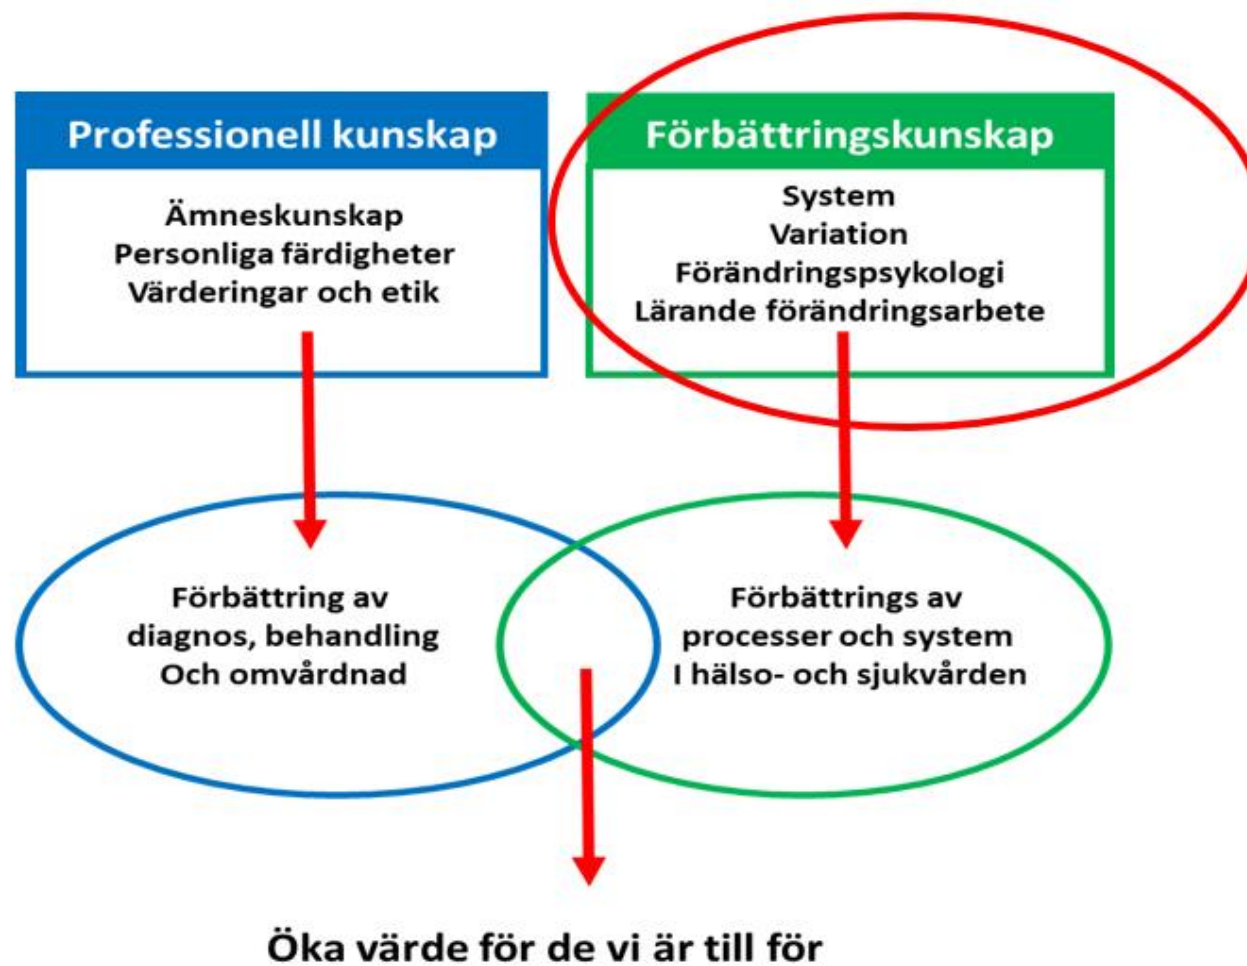 Professionell kunskap
Ämneskunskap
Personliga färdigheter
Värderingar och etik
Förbättringskunskap
System
Variation
Förändringspsykologi
Lärande förändringsarbete
Förbättring av
diagnos, behandling
Och omvårdnad
Förbättrings av
processer och system
I hälso- och sjukvården
Öka värde för de vi är till för